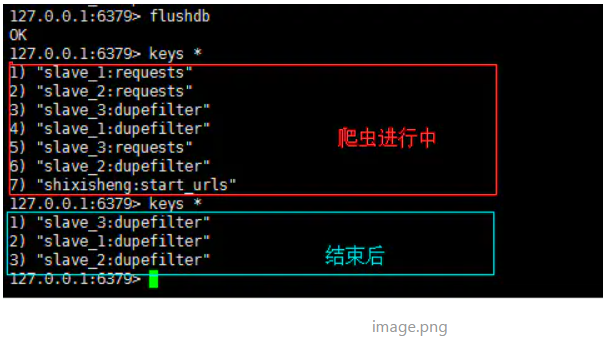 127.0.0.1:6379> flushdb
OK
127.0.0.1:6379> keys *
1) "slave_1:requests"
2) "slave_2:requests"
3) "slave_3:dupefilter"
4) "slave_1:dupefilter"
5) "slave_3:requests"
6) "slave_2:dupefilter"
7) "shixisheng:start_urls"
爬虫进行中
127.0.0.1:6379> keys *
1) "slave_3:dupefilter"
2) "slave_1:dupefilter"
3) "slave_2:dupefilter"
结束后
127.0.0.1:6379>
image.png